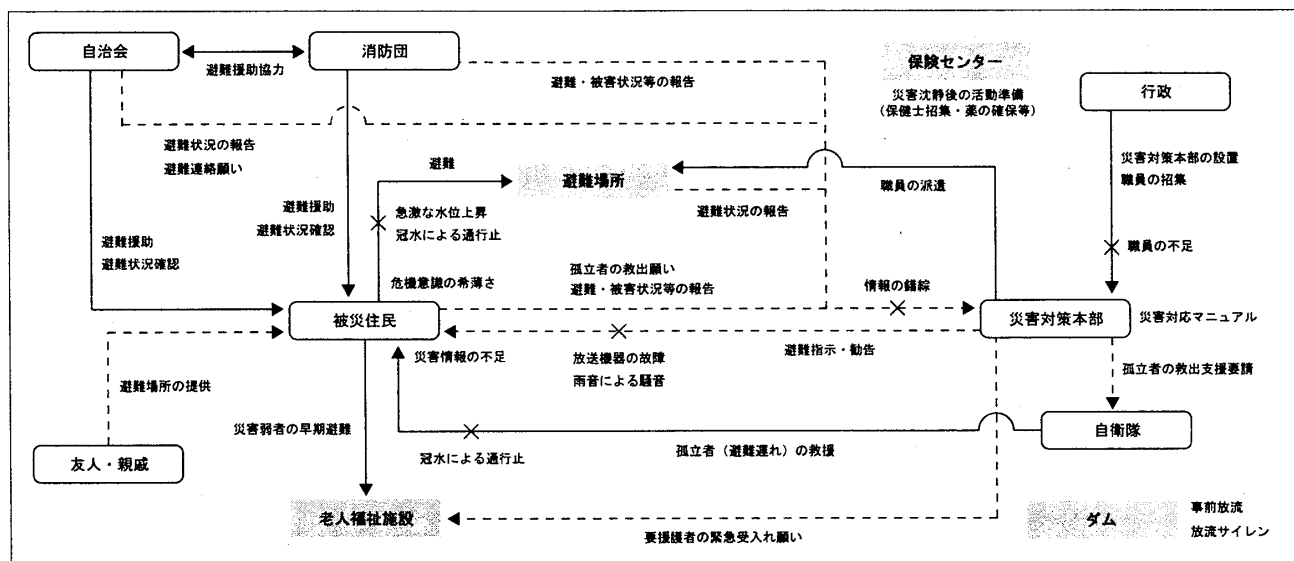 自治会
消防団
避難援助協力
避難・被害状況等の報告
保険センター
災害沈静後の活動準備
（保健士招集・薬の確保等）
行政
避難状況の報告
避難連絡願い
避難
避難場所
職員の派遣
災害対策本部の設置
職員の招集
避難援助
避難状況確認
急激な水位上昇
冠水による通行止
避難状況の報告
職員の不足
避難援助
避難状況確認
危機意識の希薄さ
孤立者の救出願い
避難・被害状況等の報告
情報の錯綜
被災住民
災害対策本部
災害対応マニュアル
災害情報の不足
放送機器の故障
雨音による騒音
避難指示・勧告
孤立者の救出支援要請
避難場所の提供
災害弱者の早期避難
自衛隊
友人・親戚
冠水による通行止
孤立者（避難遅れ）の救援
老人福祉施設
要援護者の緊急受入れ願い
ダム
事前放流
放流サイレン